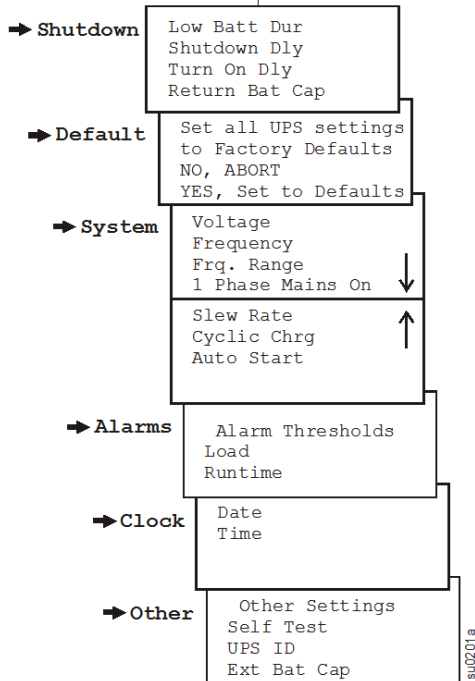 Shutdown
Low Batt Dur
Shutdown Dly
Turn On Dly
Return Bat Cap
Default
Set all UPS settings
to Factory Defaults
NO, ABORT
YES, Set to Defaults
System
Voltage
Frequency
Frq. Range
1 Phase Mains On
Slew Rate
Cyclic Chrg
Auto Start
Alarms
Alarm Thresholds
Load
Runtime
Clock
Date
Time
Other
Other Settings
Self Test
UPS ID
Ext Bat Cap
su0201a